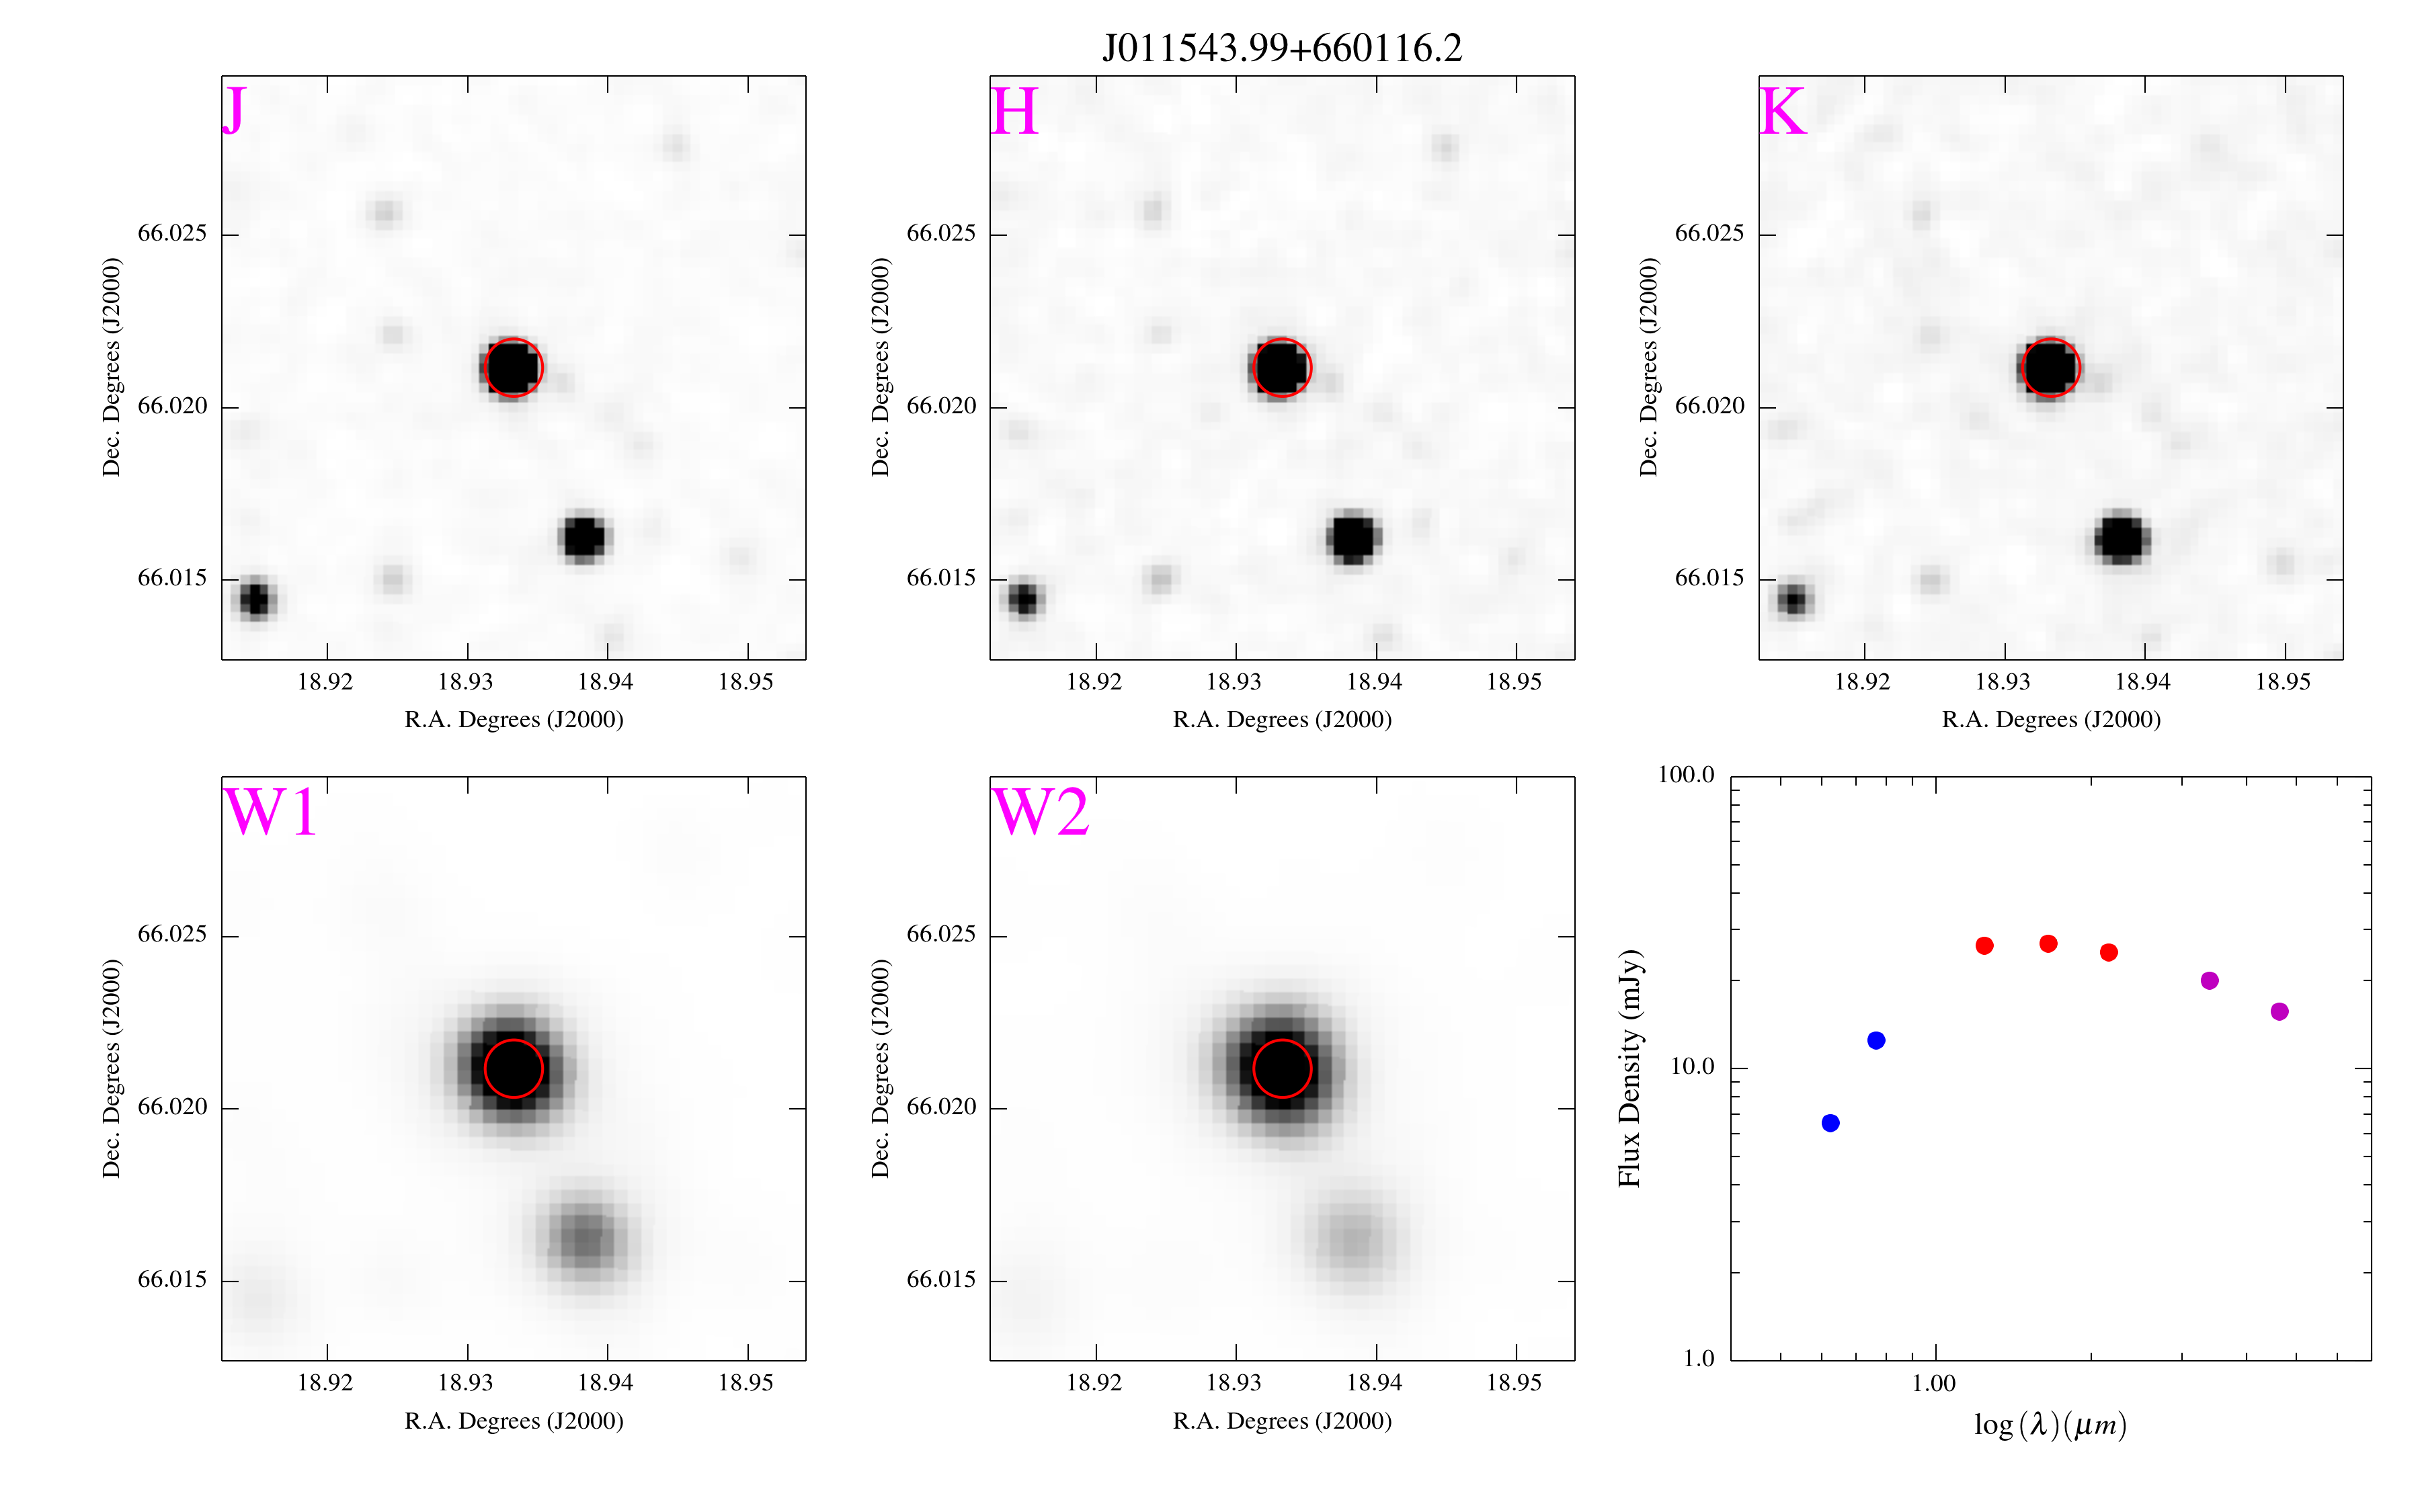 J011543.99+660116.2
J
66.025
66.020
66.015
Dec. Degrees (J2000)
18.92 18.93 18.94 18.95
R.A. Degrees (J2000)
H
66.025
66.020
66.015
Dec. Degrees (J2000)
18.92 18.93 18.94 18.95
R.A. Degrees (J2000)
K
66.025
66.020
66.015
Dec. Degrees (J2000)
18.92 18.93 18.94 18.95
R.A. Degrees (J2000)
W1
66.025
66.020
66.015
Dec. Degrees (J2000)
18.92 18.93 18.94 18.95
R.A. Degrees (J2000)
W2
66.025
66.020
66.015
Dec. Degrees (J2000)
18.92 18.93 18.94 18.95
R.A. Degrees (J2000)
100.0
10.0
1.0
Flux Density (mJy)
1.00
log(λ)(μm)